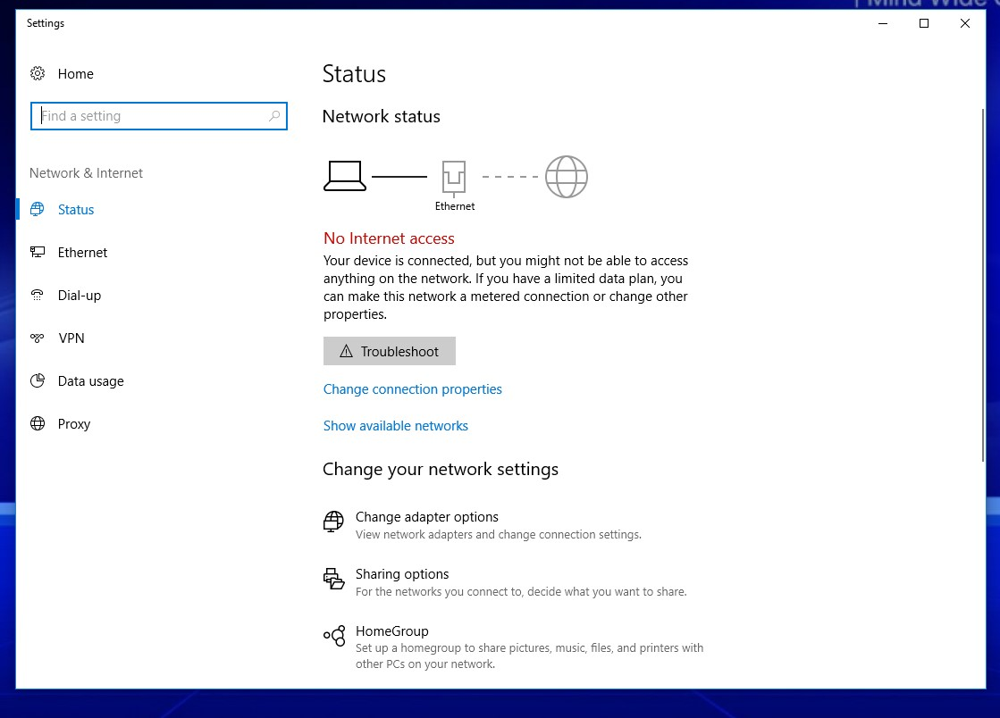 Settings
Home
Find a setting
Network & Internet
Status
Ethernet
Dial-up
VPN
Data usage
Proxy
Status
Network status
Ethernet
No Internet access
Your device is connected, but you might not be able to access
anything on the network. If you have a limited data plan, you
can make this network a metered connection or change other
properties.
Troubleshoot
Change connection properties
Show available networks
Change your network settings
Change adapter options
View network adapters and change connection settings.
Sharing options
For the networks you connect to, decide what you want to share.
HomeGroup
Set up a homegroup to share pictures, music, files, and printers with
other PCs on your network.